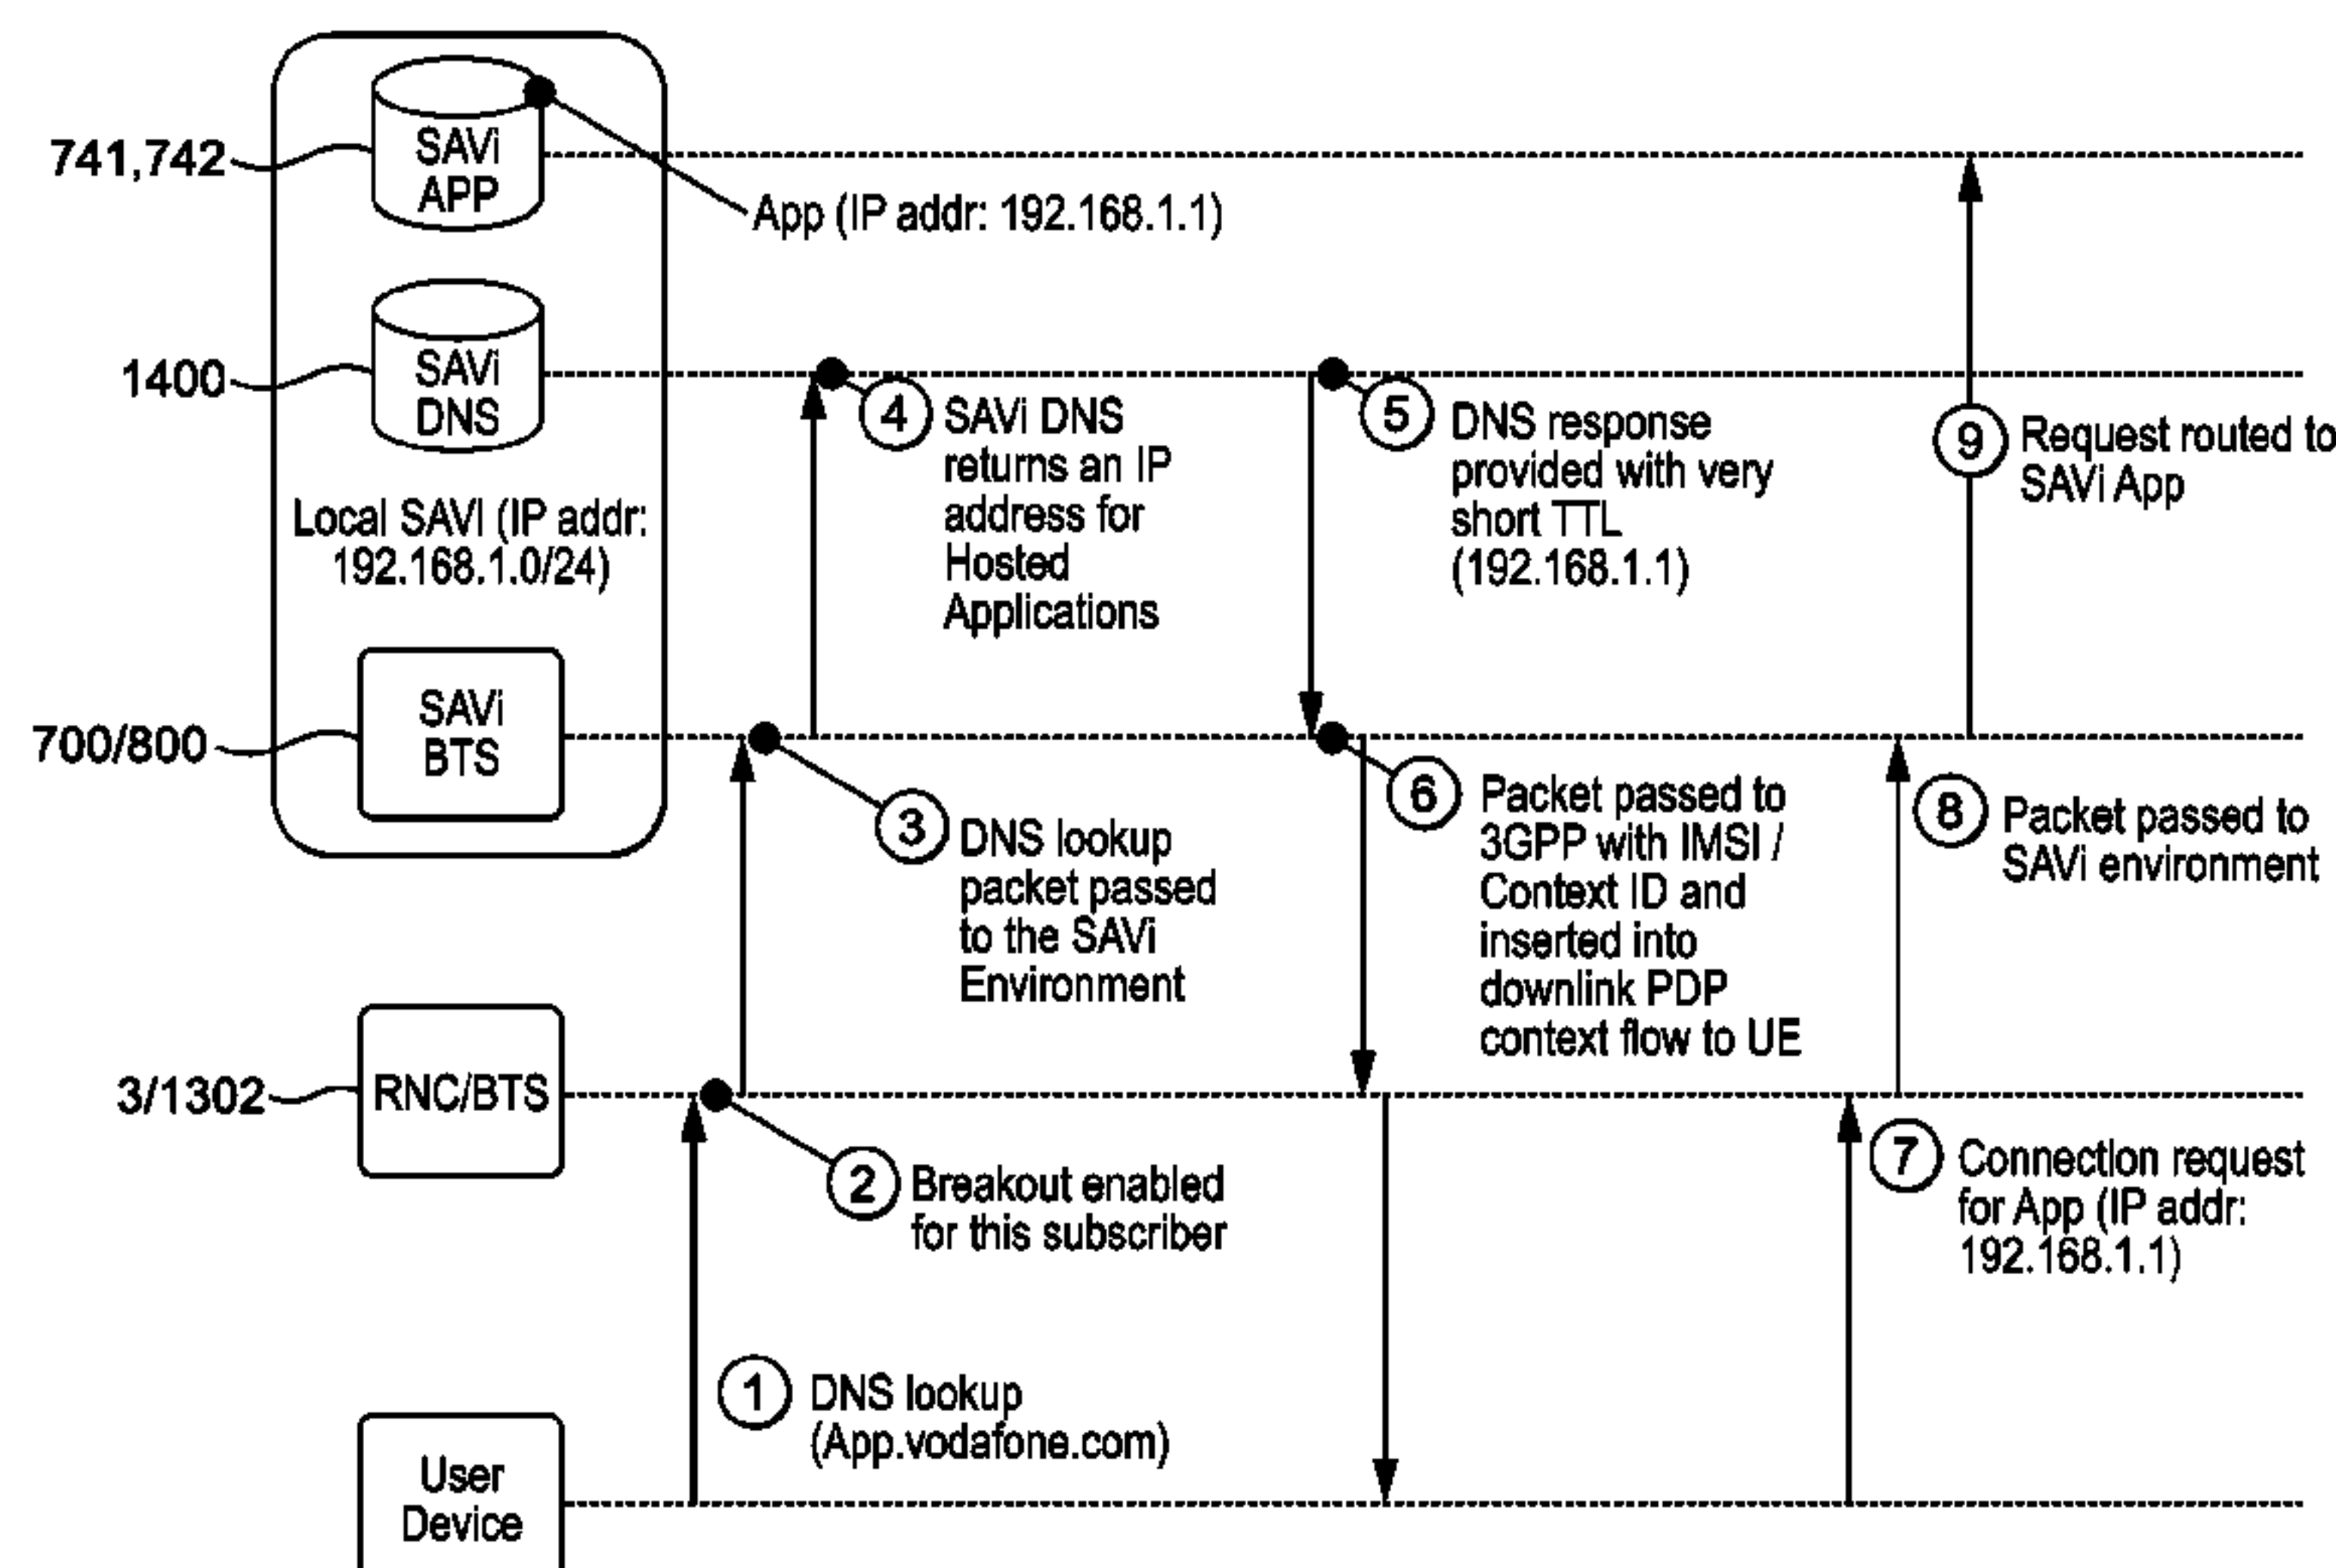 741,742
SAVi
APP
App (IP addr: 192.168.1.1)
1400
SAVi
DNS
Local SAVI (IP addr:
192.168.1.0/24)
700/800
SAVi
BTS
3/1302
RNC/BTS
User
Device
1 DNS lookup
(App.vodafone.com)
2 Breakout enabled
for this subscriber
3 DNS lookup
packet passed
to the SAVi
Environment
4 SAVi DNS
returns an IP
address for
Hosted
Applications
5 DNS response
provided with very
short TTL
(192.168.1.1)
6 Packet passed to
3GPP with IMSI /
Context ID and
inserted into
downlink PDP
context flow to UE
7 Connection request
for App (IP addr:
192.168.1.1)
8 Packet passed to
SAVi environment
9 Request routed to
SAVi App